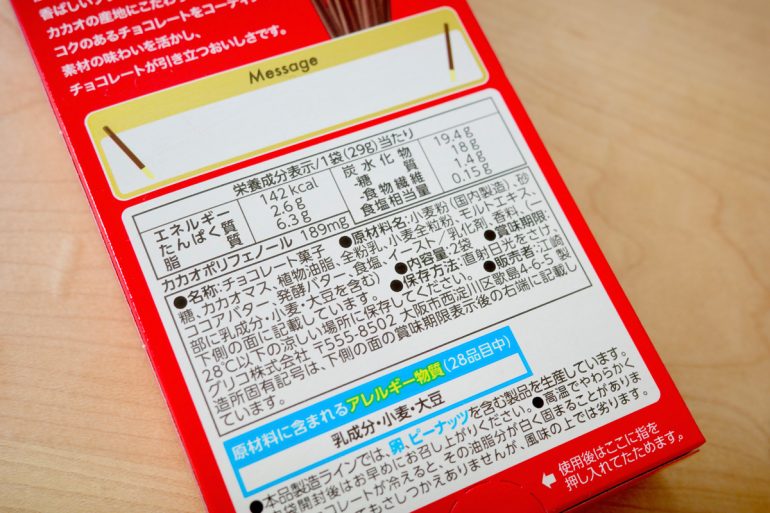 香ばしい
カカオの産地にこだわ
コクのあるチョコレートをコーティ
素材の味わいを活かし、
チョコレートが引き立つおいしさです。
Message
栄養成分表示/1袋(29g)当たり
エネルギー 142kcal 炭水化物 19.4g
たんぱく質 2.6g 糖質 18g
脂質 6.3g 食物繊維 1.4g
食塩相当量 0.15g
カカオポリフェノール 189mg
●名称:チョコレート菓子 ●原材料名:小麦粉(国内製造)、砂
糖、カカオマス、植物油脂、全粉乳、小麦全粒粉、モルトエキス、
ココアバター、発酵バター、食塩、イースト/乳化剤、香料、(一
部に乳成分・小麦・大豆を含む) ●内容量:2袋 ●賞味期限:
下側の面に記載しています。 ●保存方法:直射日光をさけ、
28℃以下の涼しい場所に保存してください。 ●販売者:江崎
グリコ株式会社 〒555-8502 大阪市西淀川区歌島4-6-5 製
造所固有記号は、下側の面の賞味期限表示後の右端に記載し
ています。
原材料に含まれるアレルギー物質(28品目中)
乳成分・小麦・大豆
●本品製造ラインでは、卵、ピーナッツを含む製品を生産しています。
袋開封後はお早めにお召し上がりください。 ●高温でやわらかく
レートが冷えると、その油脂分が白く固まることがありま
てもさしつかえありませんが、風味の上では劣ります。
使用後はここに指を
押し入れてたためます。